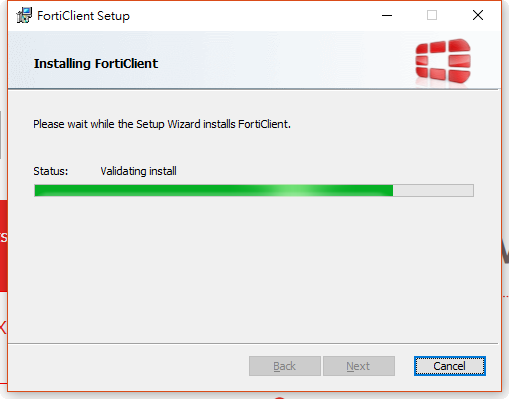 FortiClient Setup
Installing FortiClient
Please wait while the Setup Wizard installs FortiClient.
Status: Validating install
Back Next Cancel